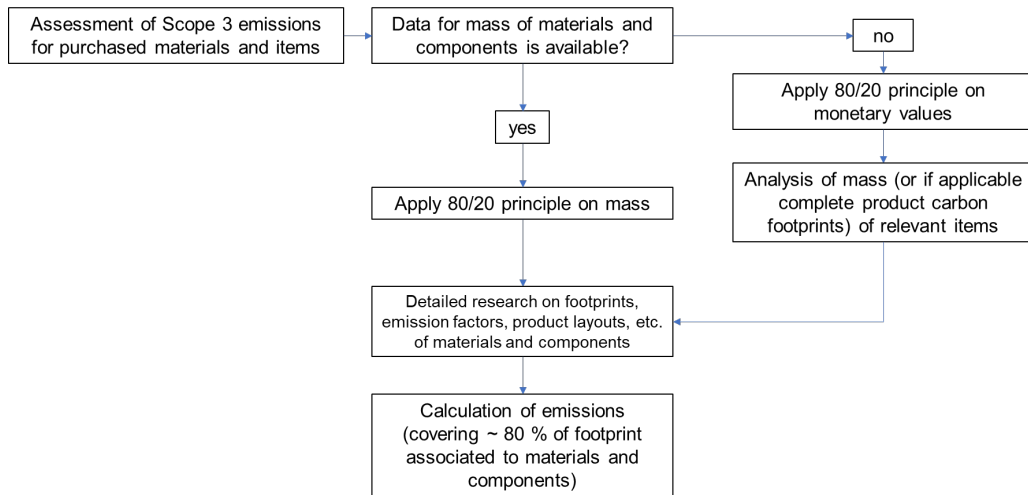 Assessment of Scope 3 emissions
for purchased materials and items
Data for mass of materials and
components is available?
no
yes
Apply 80/20 principle on
monetary values
Analysis of mass (or if applicable
complete product carbon
footprints) of relevant items
Apply 80/20 principle on mass
Detailed research on footprints,
emission factors, product layouts, etc.
of materials and components
Calculation of emissions
(covering ~ 80 % of footprint
associated to materials and
components)